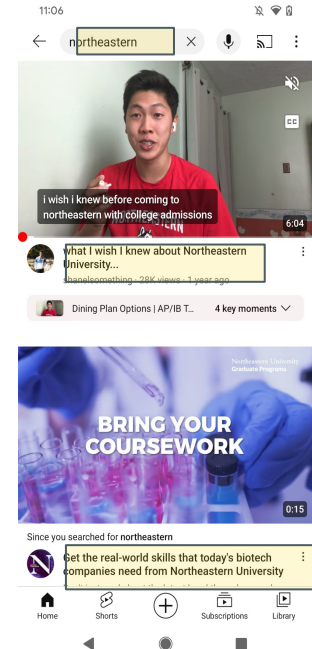 11:06
northeastern
CC
i wish i knew before coming to
northeastern with college admissions
6:04
what I wish I knew about Northeastern
University...
shanelsomething · 28K views · 1 year ago
Dining Plan Options | AP/IB T... 4 key moments
Northeastern University
Graduate Programs
BRING YOUR
COURSEWORK
0:15
Since you searched for northeastern
Get the real-world skills that today's biotech
companies need from Northeastern University
Home
Shorts
Subscriptions
Library